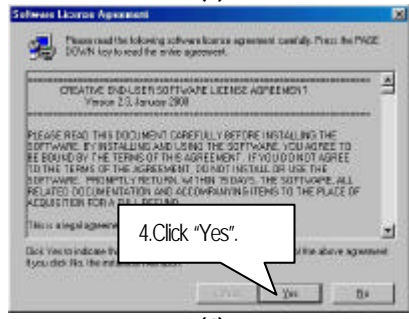 Software License Agreement
Please read the following software license agreement carefully. Press the PAGE
DOWN key to read the entire agreement.
CREATIVE END-USER SOFTWARE LICENSE AGREEMENT
Version 2.3, January 2000
PLEASE READ THIS DOCUMENT CAREFULLY BEFORE INSTALLING THE
SOFTWARE. BY INSTALLING AND USING THE SOFTWARE, YOU AGREE TO
BE BOUND BY THE TERMS OF THIS AGREEMENT. IF YOU DO NOT AGREE
TO THE TERMS OF THE AGREEMENT, DO NOT INSTALL OR USE THE
SOFTWARE. PROMPTLY RETURN, WITHIN 15 DAYS, THE SOFTWARE, ALL
RELATED DOCUMENTATION AND ACCOMPANYING ITEMS TO THE PLACE OF
ACQUISITION FOR A FULL REFUND.
This is a legal agreement
4.Click "Yes".
Click Yes to indicate the of the above agreement
If you click No, the
Yes
No